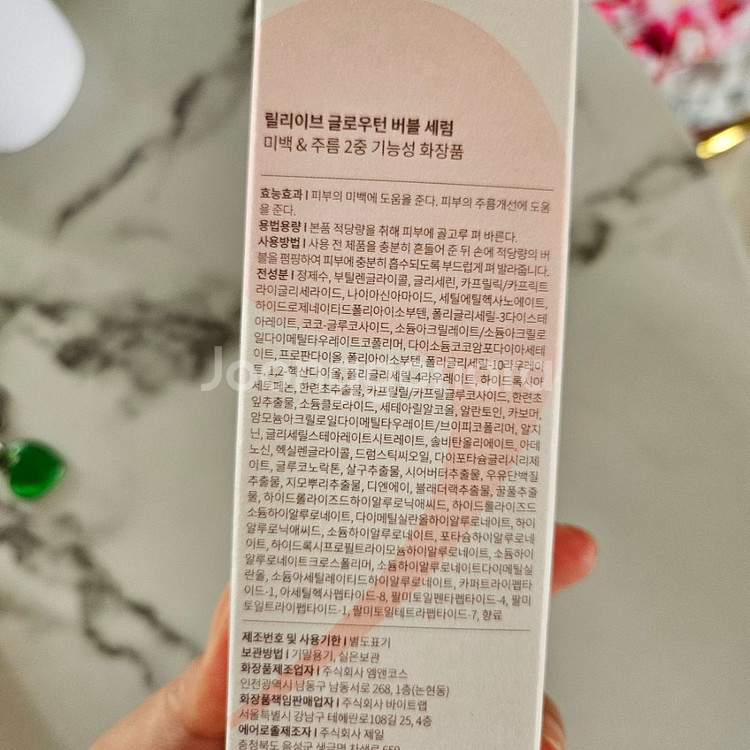 릴리이브 글로우턴 버블 세럼
미백 & 주름 2중 기능성 화장품
효능효과 | 피부의 미백에 도움을 준다. 피부의 주름개선에 도움
을 준다.
용법용량 | 본품 적당량을 취해 피부에 골고루 펴 바른다.
사용방법 | 사용 전 제품을 충분히 흔들어 준 뒤 손에 적당량의 버
블을 펌핑하여 피부에 충분히 흡수되도록 부드럽게 펴 발라줍니다.
전성분 | 정제수, 부틸렌글라이콜, 글리세린, 카프릴릭/카프릭트
라이글리세라이드, 나이아신아마이드, 세틸에틸헥사노에이트,
하이드로제네이티드폴리아이소부텐, 폴리글리세릴-3다이스테
아레이트, 코코-글루코사이드, 소듐아크릴레이트/소듐아크릴로
일다이메틸타우레이트코폴리머, 다이소듐코코암포다이아세테
이트, 프로판다이올, 폴리아이소부텐, 폴리글리세릴-10라우레이
트, 1,2-헥산다이올, 폴리글리세릴-4라우레이트, 하이드록시아
세토페논, 한련초추출물, 카프릴릴/카프릴글루코사이드, 한련초
잎추출물, 소듐클로라이드, 세테아릴알코올, 알란토인, 카보머,
암모늄아크릴로일다이메틸타우레이트/브이피코폴리머, 알지
닌, 글리세릴스테아레이트시트레이트, 솔비탄올리에이트, 아데
노신, 헥실렌글라이콜, 드럼스틱씨오일, 다이포타슘글리시리제
이트, 글루코노락톤, 살구추출물, 시어버터추출물, 우유단백질
추출물, 지모뿌리추출물, 디엔에이, 블래더랙추출물, 꿀풀추출
물, 하이드롤라이즈드하이알루로닉애씨드, 하이드롤라이즈드
소듐하이알루로네이트, 다이메틸실란올하이알루로네이트, 하이
알루로닉애씨드, 소듐하이알루로네이트, 포타슘하이알루로네
이트, 하이드록시프로필트라이모늄하이알루로네이트, 소듐하이
알루로네이트크로스폴리머, 소듐하이알루로네이트다이메틸실
란올, 소듐아세틸레이티드하이알루로네이트, 카퍼트라이펩타
이드-1, 아세틸헥사펩타이드-8, 팔미토일펜타펩타이드-4, 팔미
토일트라이펩타이드-1, 팔미토일테트라펩타이드-7, 향료
제조번호 및 사용기한 | 별도표기
보관방법 | 기밀용기, 실온보관
화장품제조업자 | 주식회사 엠앤코스
인천광역시 남동구 남동서로 268, 1층(논현동)
화장품책임판매업자 | 주식회사 바이트랩
서울특별시 강남구 테헤란로108길 25, 4층
에어로졸제조자 | 주식회사 제일
충청북도 음성군 생극면 차생로 659